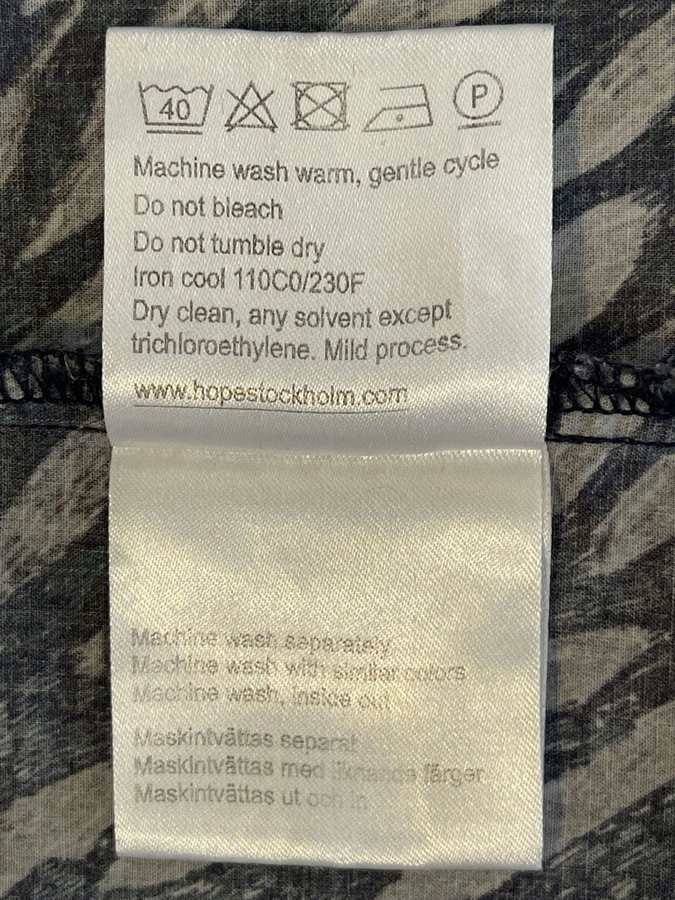 40 P
Machine wash warm, gentle cycle
Do not bleach
Do not tumble dry
Iron cool 110C0/230F
Dry clean, any solvent except
trichloroethylene. Mild process.
www.hopestockholm.com
Machine wash separately
Machine wash with similar colors
Machine wash, inside out
Maskintvättas separat
Maskintvättas med liknande färger
Maskintvättas ut och in